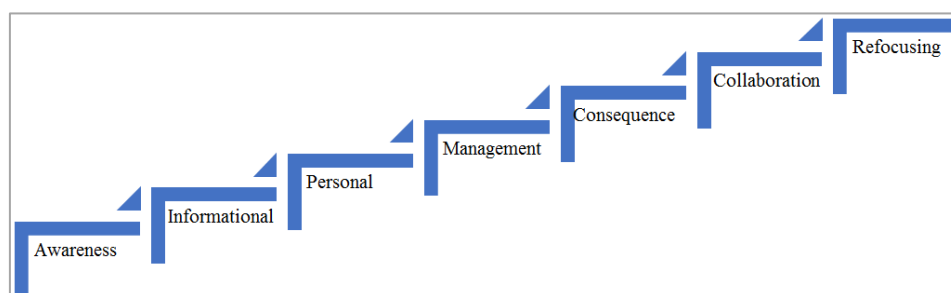 Refocusing
Collaboration
Consequence
Management
Personal
Informational
Awareness